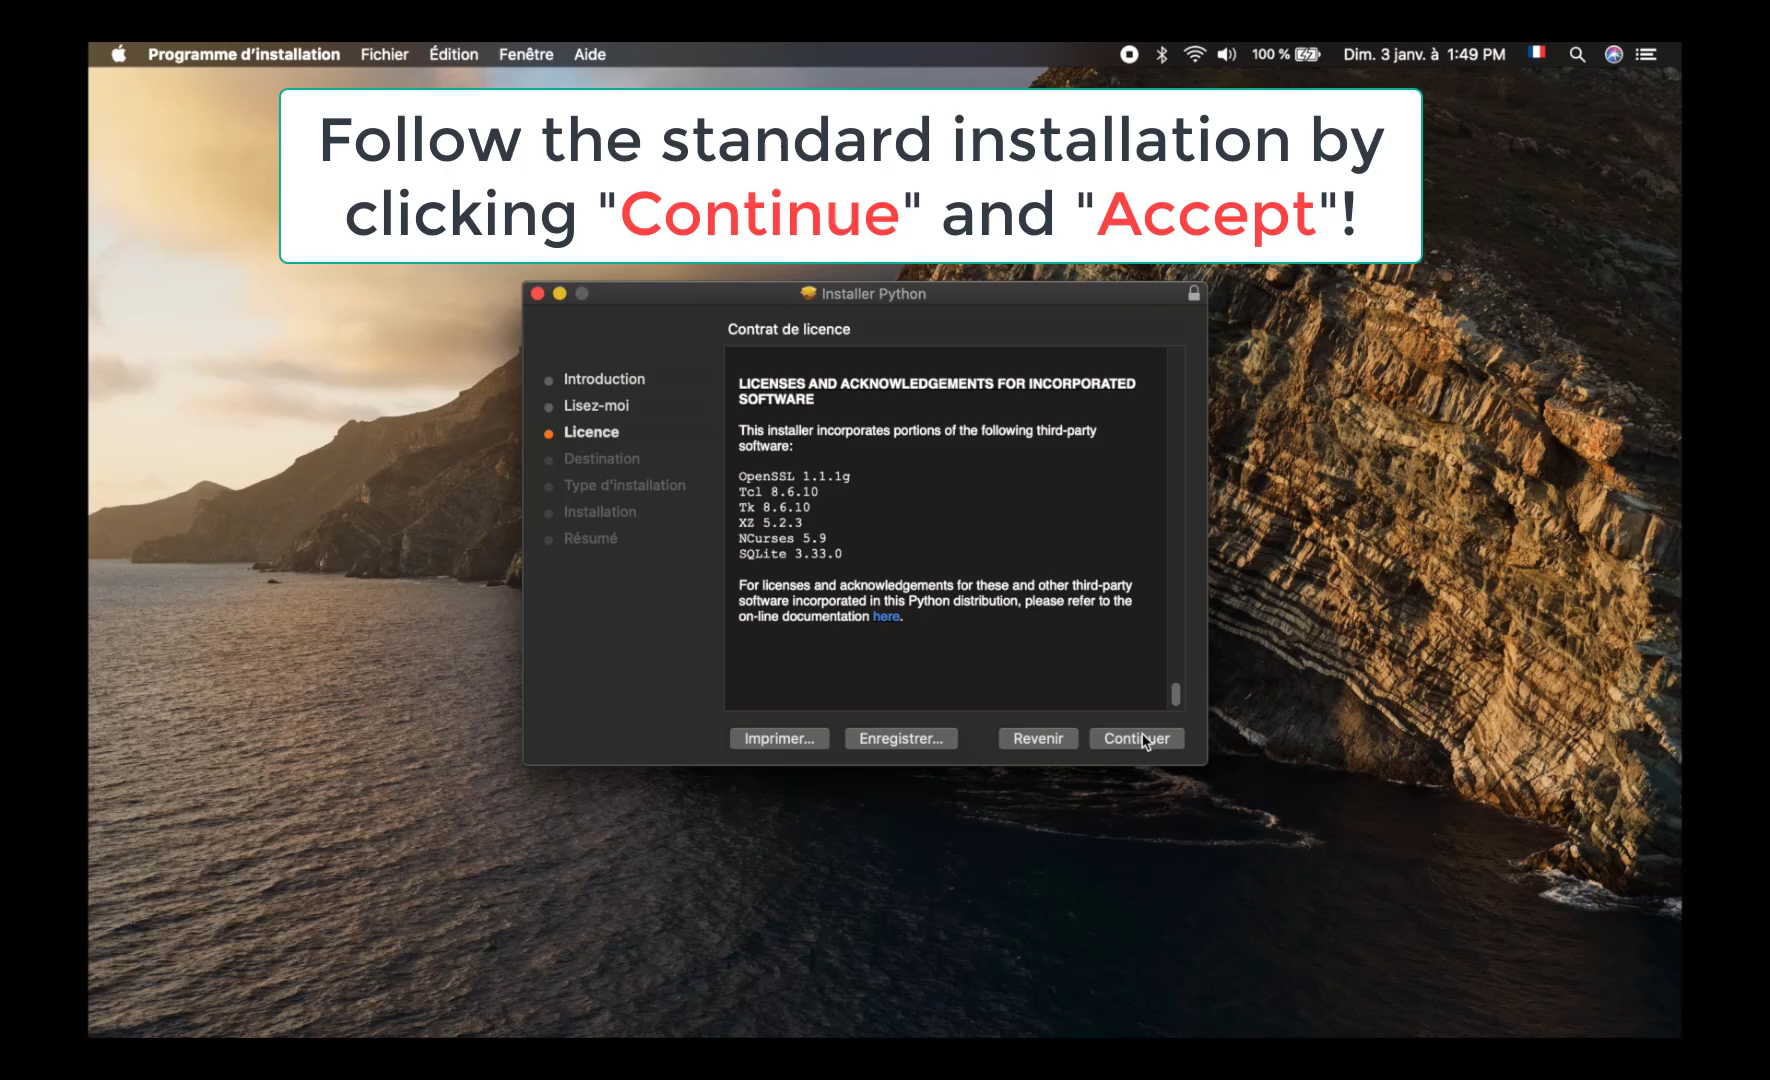 Programme d'installation Fichier Édition Fenêtre Aide 100 % Dim. 3 janv. à 1:49 PM
Follow the standard installation by
clicking "Continue" and "Accept"!
Installer Python
Contrat de licence
Introduction
Lisez-moi
Licence
Destination
Type d'installation
Installation
Résumé
LICENSES AND ACKNOWLEDGEMENTS FOR INCORPORATED
SOFTWARE
This installer incorporates portions of the following third-party
software:
OpenSSL 1.1.1g
Tcl 8.6.10
Tk 8.6.10
XZ 5.2.3
NCurses 5.9
SQLite 3.33.0
For licenses and acknowledgements for these and other third-party
software incorporated in this Python distribution, please refer to the
on-line documentation here.
Imprimer... Enregistrer... Revenir Continuer